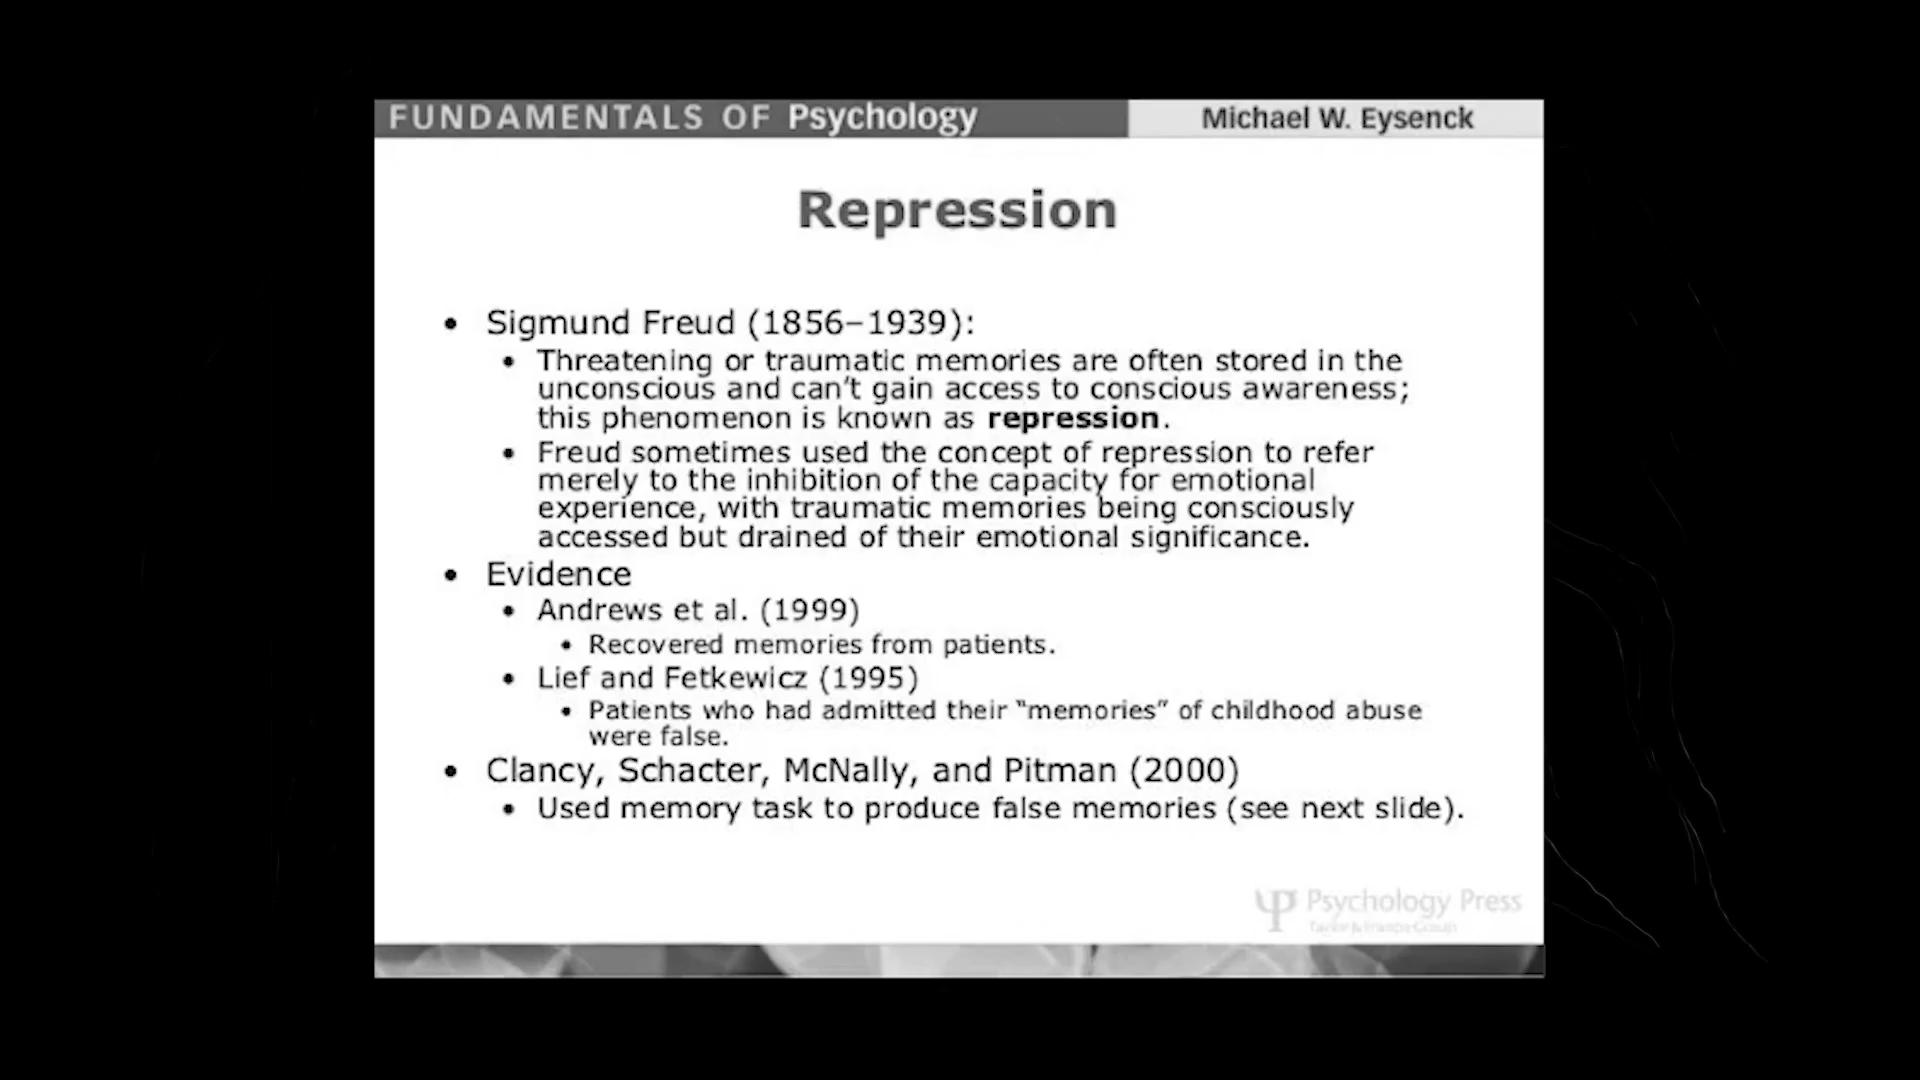 FUNDAMENTALS OF Psychology
Michael W. Eysenck
Repression
• Sigmund Freud (1856–1939):
• Threatening or traumatic memories are often stored in the
unconscious and can't gain access to conscious awareness;
this phenomenon is known as repression.
• Freud sometimes used the concept of repression to refer
merely to the inhibition of the capacity for emotional
experience, with traumatic memories being consciously
accessed but drained of their emotional significance.
• Evidence
• Andrews et al. (1999)
• Recovered memories from patients.
• Lief and Fetkewicz (1995)
• Patients who had admitted their “memories” of childhood abuse
were false.
• Clancy, Schacter, McNally, and Pitman (2000)
• Used memory task to produce false memories (see next slide).
Psychology Press
Taylor & Francis Group